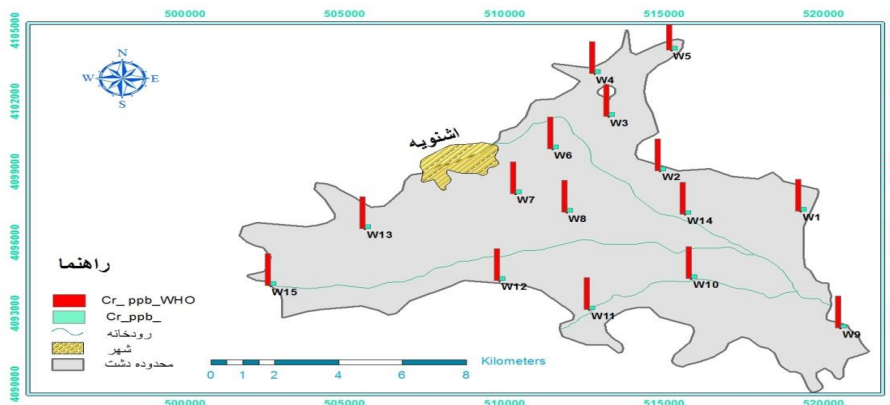 500000 505000 510000 515000 520000
4105000
4102000
4099000
4096000
4093000
4090000
N
W E
S
W5
W4
W3
اشنویه
W6
W2
W7
W8
W14
W1
W13
W15
W12
W10
W11
W9
راهنما
Cr_ ppb_WHO
Cr_ppb_
رودخانه
شهر
محدوده دشت
Kilometers
0 1 2 4 6 8
500000 505000 510000 515000 520000